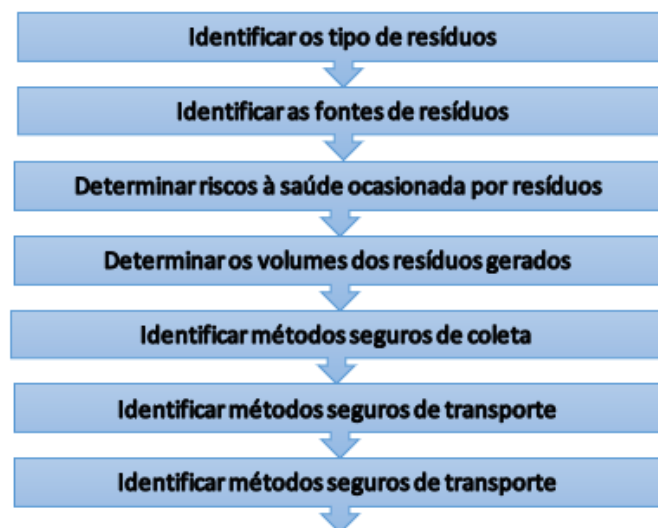 Identificar os tipo de resíduos
Identificar as fontes de resíduos
Determinar riscos à saúde ocasionada por resíduos
Determinar os volumes dos resíduos gerados
Identificar métodos seguros de coleta
Identificar métodos seguros de transporte
Identificar métodos seguros de transporte